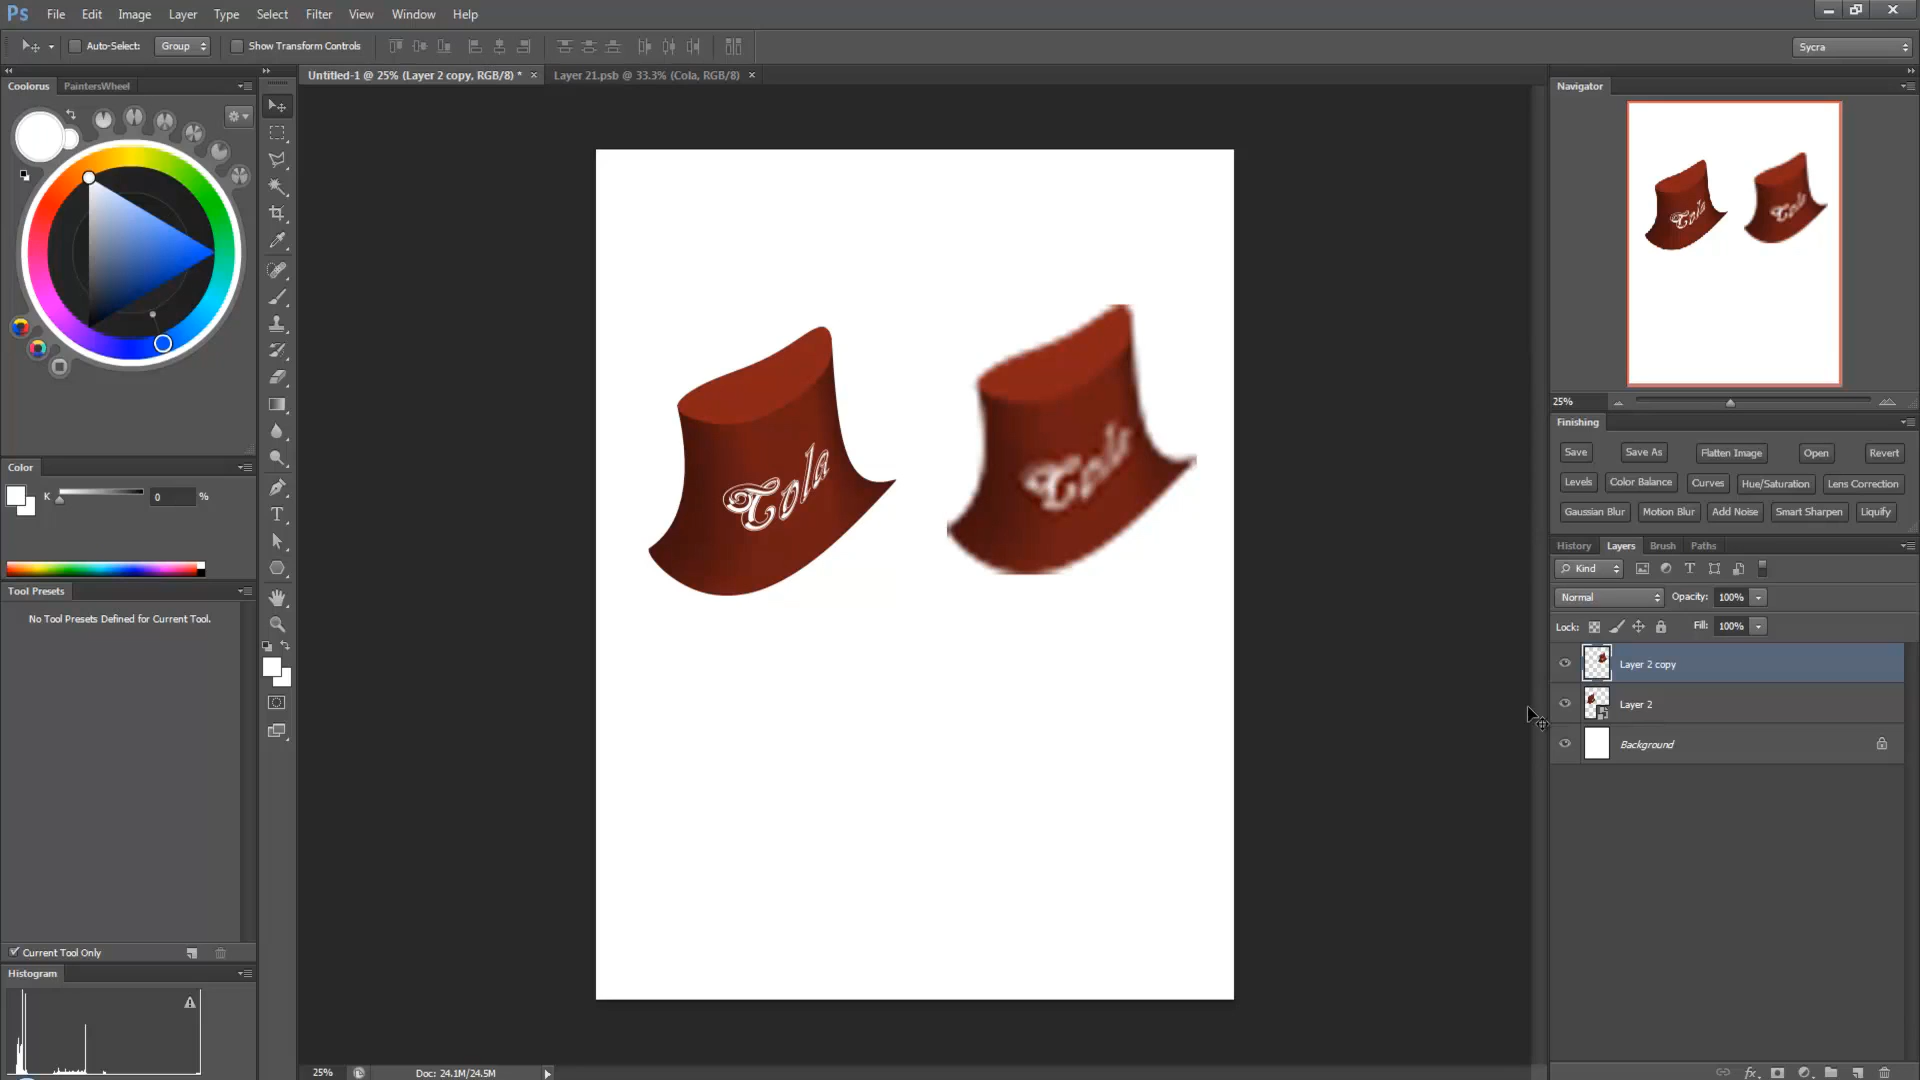 Ps File Edit Image Layer Type Select Filter View Window Help
Auto-Select: Group Show Transform Controls Sycra
Untitled-1 @ 25% (Layer 2 copy, RGB/8) * × Layer 21.psb @ 33.3% (Cola, RGB/8) ×
Coolorus PaintersWheel
Navigator
25%
Finishing
Save Save As Flatten Image Open Revert
Levels Color Balance Curves Hue/Saturation Lens Correction
Gaussian Blur Motion Blur Add Noise Smart Sharpen Liquify
Color
K 0 %
Tool Presets
No Tool Presets Defined for Current Tool.
Cola
Cola
History Layers Brush Paths
Kind
Normal Opacity: 100%
Lock: Fill: 100%
Layer 2 copy
Layer 2
Background
Current Tool Only
Histogram
25% Doc: 24.1M/24.5M